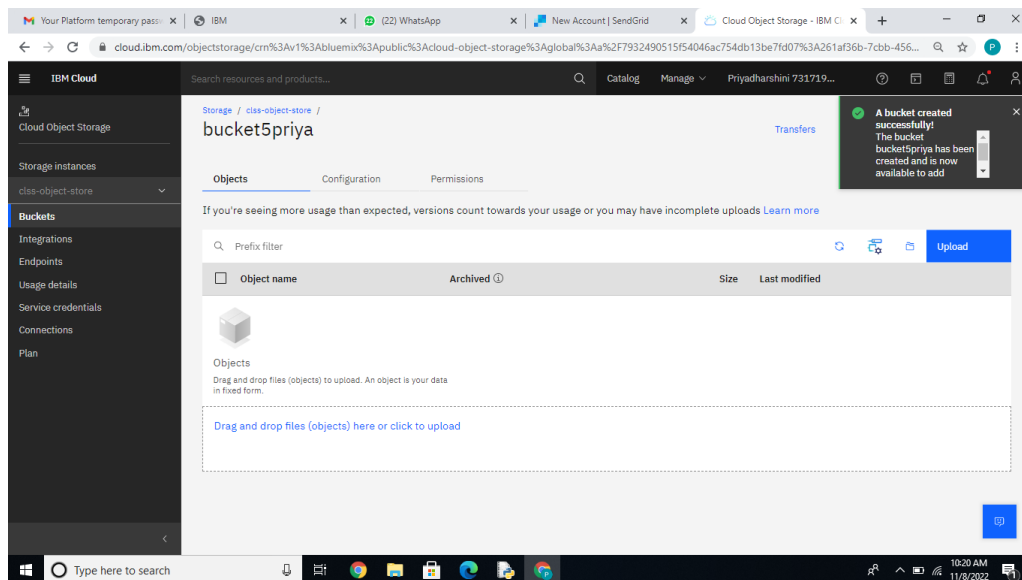 Your Platform temporary passw
IBM
(22) WhatsApp
New Account | SendGrid
Cloud Object Storage - IBM Cl
cloud.ibm.com/objectstorage/crn%3Av1%3Abluemix%3Apublic%3Acloud-object-storage%3Aglobal%3Aa%2F7932490515f54046ac754db13be7fd07%3A261af36b-7cbb-456...
P
IBM Cloud
Search resources and products...
Catalog
Manage
Priyadharshini 731719...
Cloud Object Storage
Storage instances
clss-object-store
Buckets
Integrations
Endpoints
Usage details
Service credentials
Connections
Plan
Storage / clss-object-store /
bucket5priya
Transfers
A bucket created
successfully!
The bucket
bucket5priya has been
created and is now
available to add
Objects
Configuration
Permissions
If you're seeing more usage than expected, versions count towards your usage or you may have incomplete uploads Learn more
Prefix filter
Upload
Object name
Archived
Size
Last modified
Objects
Drag and drop files (objects) to upload. An object is your data
in fixed form.
Drag and drop files (objects) here or click to upload
Type here to search
10:20 AM
11/8/2022
1